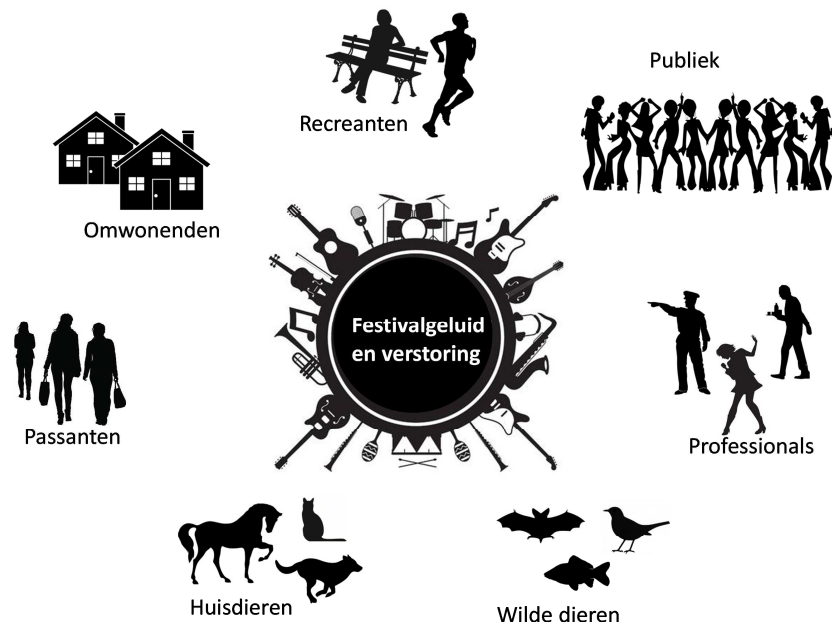 Publiek
Recreanten
Omwonenden
Festivalgeluid
en verstoring
Passanten
Professionals
Huisdieren
Wilde dieren